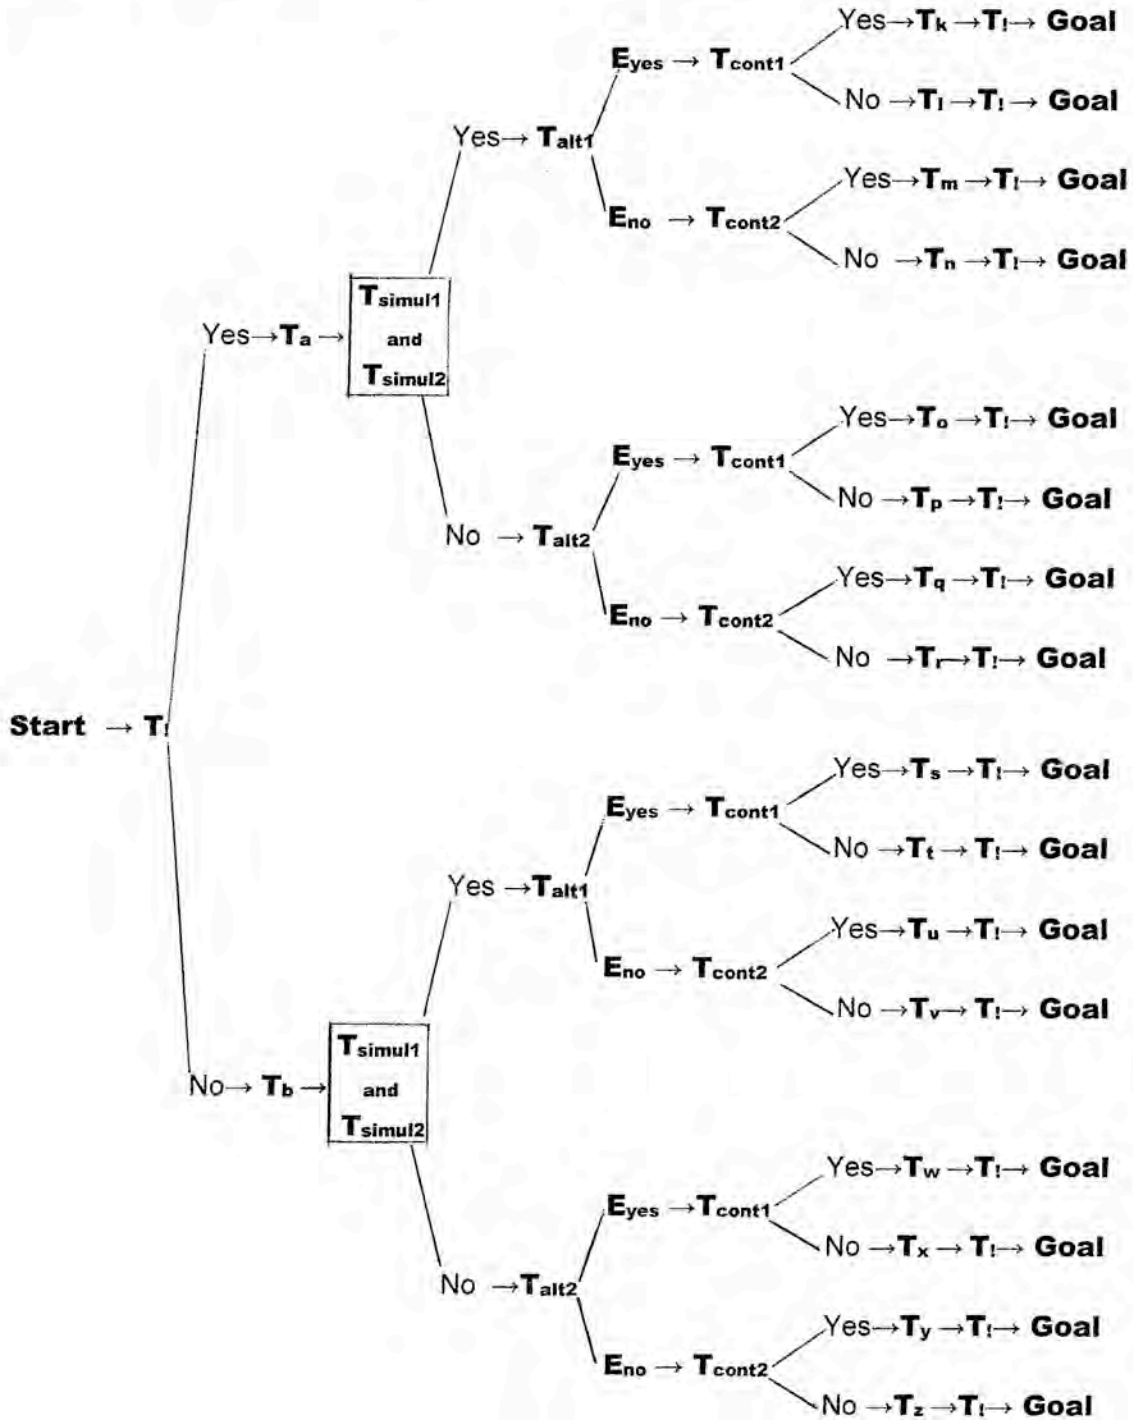 Yes→Tk→T!→ Goal
Eyes → Tcont1
No →Tl→T!→ Goal
Yes→ Talt1
Yes→Tm→T!→ Goal
Eno → Tcont2
No →Tn→T!→ Goal
Tsimul1
Yes→Ta→
and
Tsimul2
Yes→To→T!→ Goal
Eyes → Tcont1
No →Tp→T!→ Goal
No → Talt2
Yes→Tq→T!→ Goal
Eno → Tcont2
No →Tr→T!→ Goal
Start → T!
Yes→Ts→T!→ Goal
Eyes → Tcont1
No →Tt→ T!→ Goal
Yes →Talt1
Yes→Tu→T!→ Goal
Eno → Tcont2
No →Tv→ T!→ Goal
Tsimul1
No→ Tb→
and
Tsimul2
Yes→Tw→T!→ Goal
Eyes →Tcont1
No →Tx→ T!→ Goal
No →Talt2
Yes→Ty→T!→ Goal
Eno → Tcont2
No →Tz→T!→ Goal